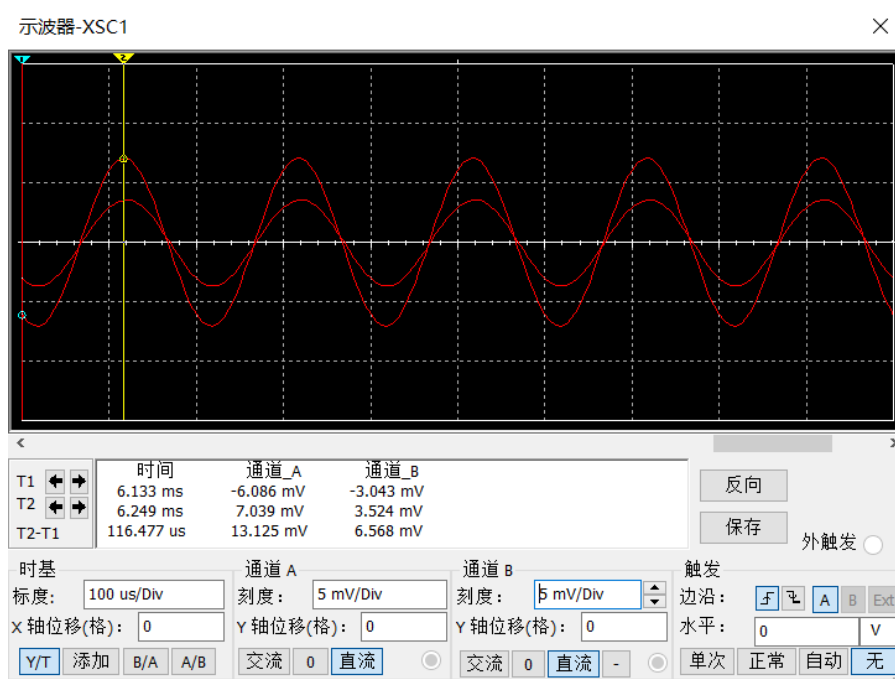 示波器-XSC1
1 2
时间 通道_A 通道_B
T1 6.133 ms -6.086 mV -3.043 mV
T2 6.249 ms 7.039 mV 3.524 mV
T2-T1 116.477 us 13.125 mV 6.568 mV
反向
保存
外触发
时基 通道 A 通道 B 触发
标度: 100 us/Div 刻度: 5 mV/Div 刻度: 5 mV/Div 边沿: A B Ext
X 轴位移(格): 0 Y 轴位移(格): 0 Y 轴位移(格): 0 水平: 0 V
Y/T 添加 B/A A/B 交流 0 直流 交流 0 直流 - 单次 正常 自动 无